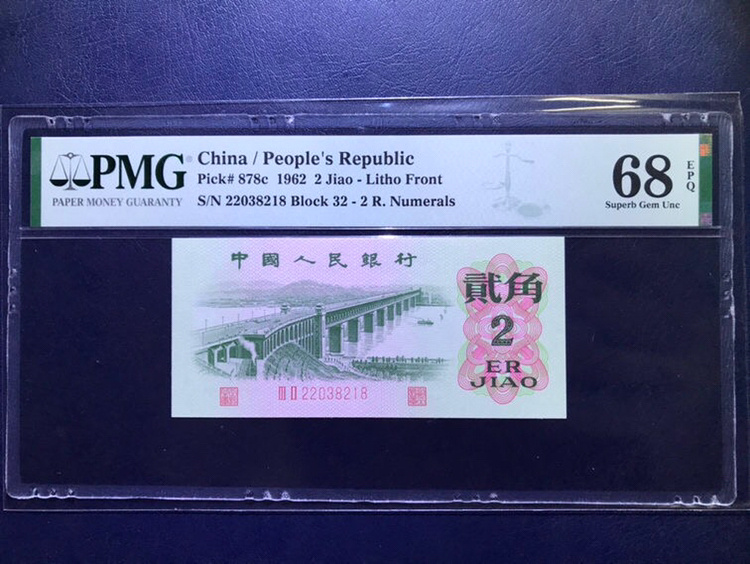 PMG
PAPER MONEY GUARANTY
China / People's Republic
Pick# 878c 1962 2 Jiao - Litho Front
S/N 22038218 Block 32 - 2 R. Numerals
68 EPQ
Superb Gem Unc
中國人民銀行
貳角
2
ER
JIAO
III II 22038218